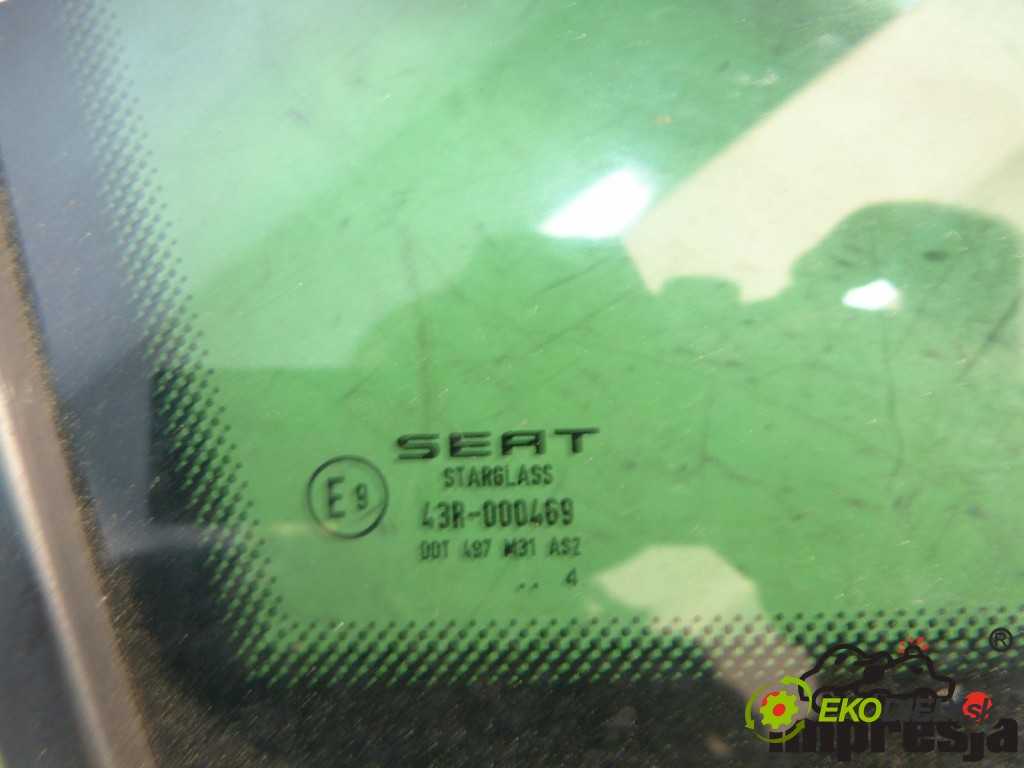 SEAT
STARGLASS
E9
43R-000469
DOT 497 M31 AS2
.. 4
®
EKO
impresja